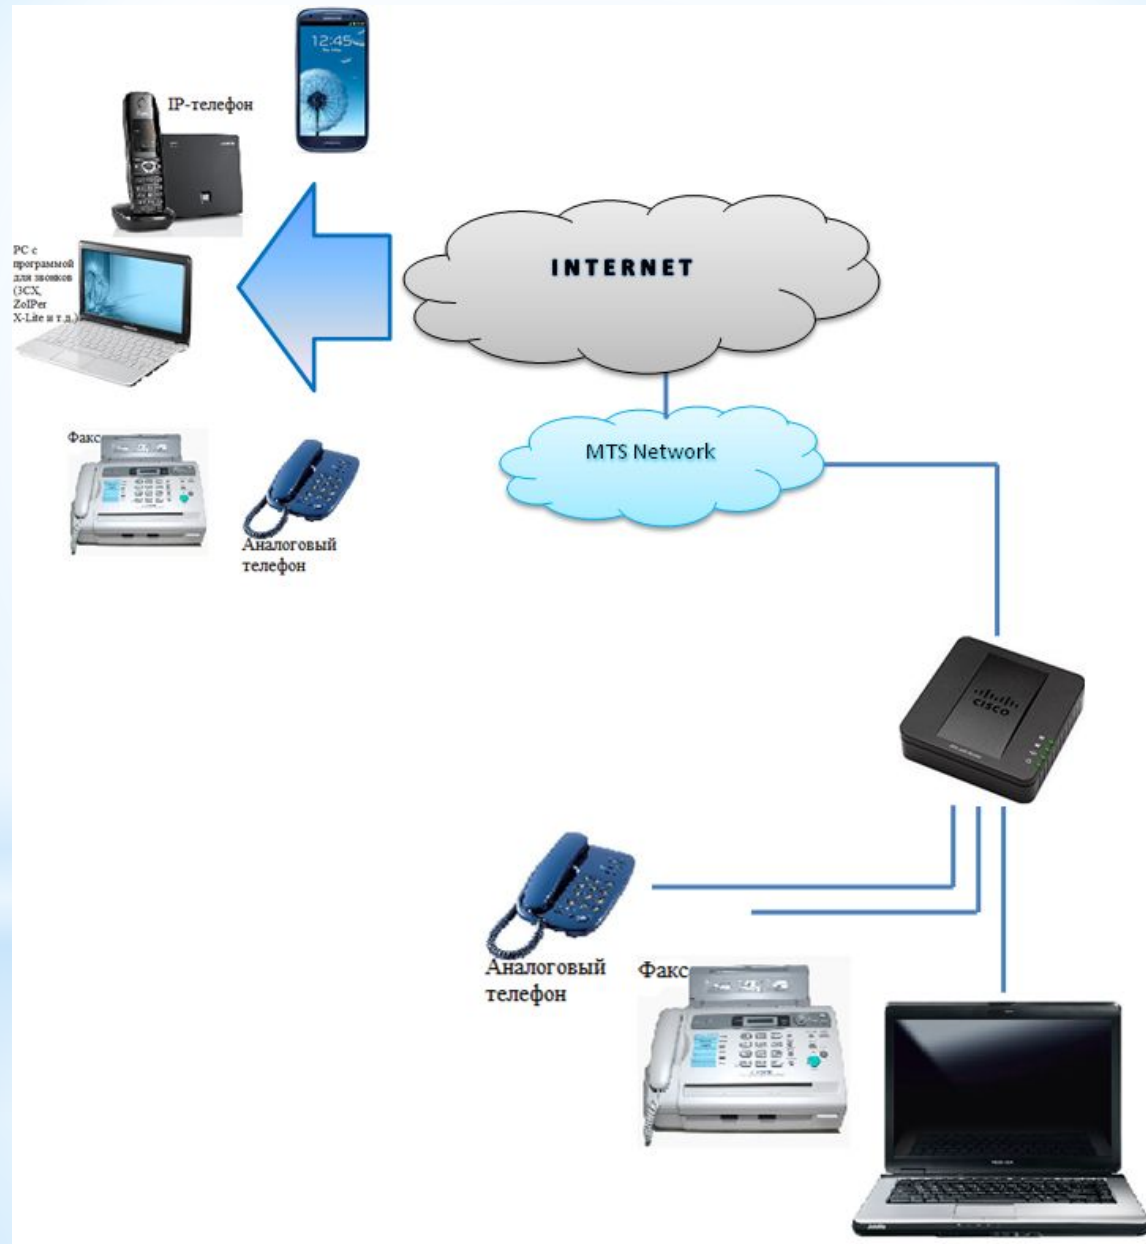 12:45
IP-телефон
PC с
программой
для звонков
(3CX,
ZoIPer
X-Lite и т.д.)
INTERNET
MTS Network
Факс
Аналоговый
телефон
CISCO
Аналоговый
телефон
Факс